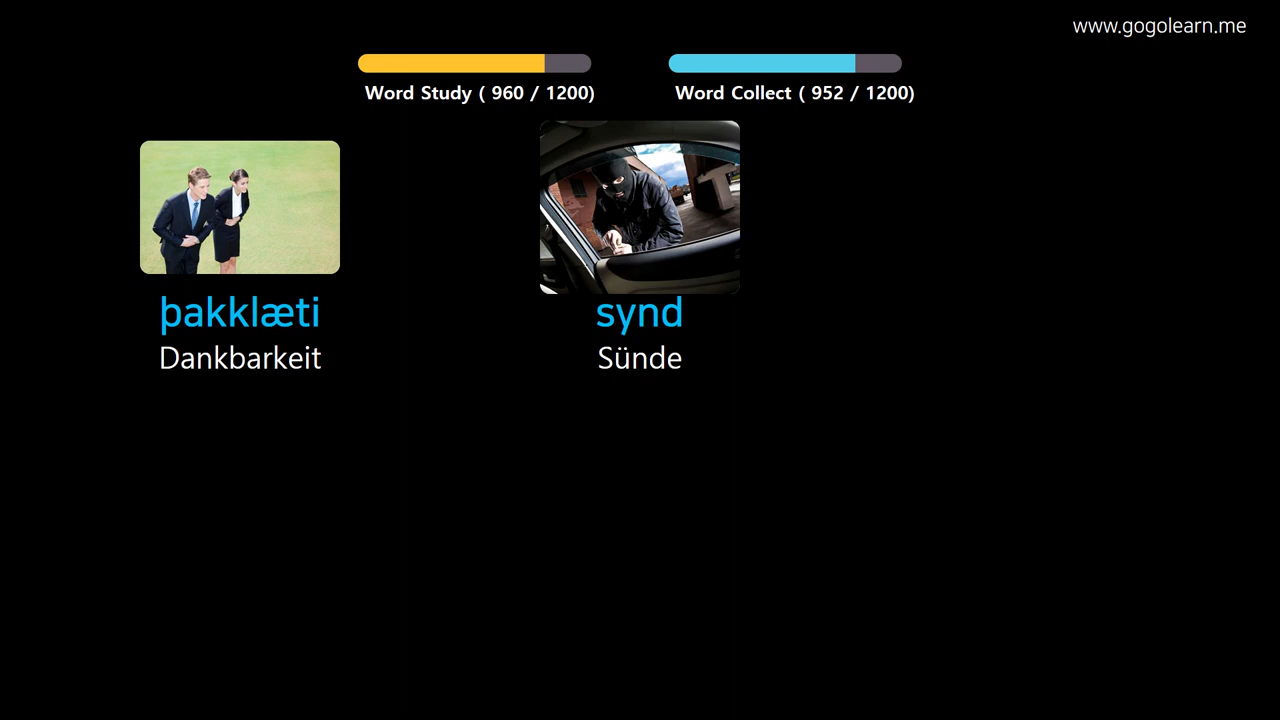 www.gogolearn.me
Word Study ( 960 / 1200)
Word Collect ( 952 / 1200)
þakklæti
synd
Dankbarkeit
Sünde